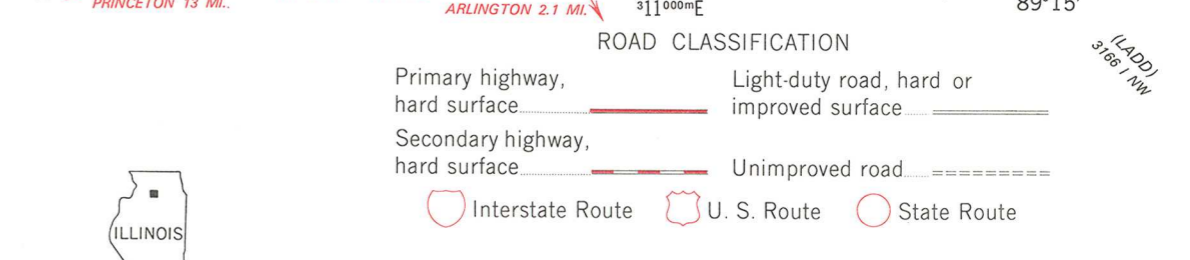 PRINCETON 13 MI.
ARLINGTON 2.1 MI.
311000mE
89°15'
ROAD CLASSIFICATION
(LADD)
3166 I NW
Primary highway,
hard surface
Light-duty road, hard or
improved surface
Secondary highway,
hard surface
Unimproved road
Interstate Route
U. S. Route
State Route
ILLINOIS